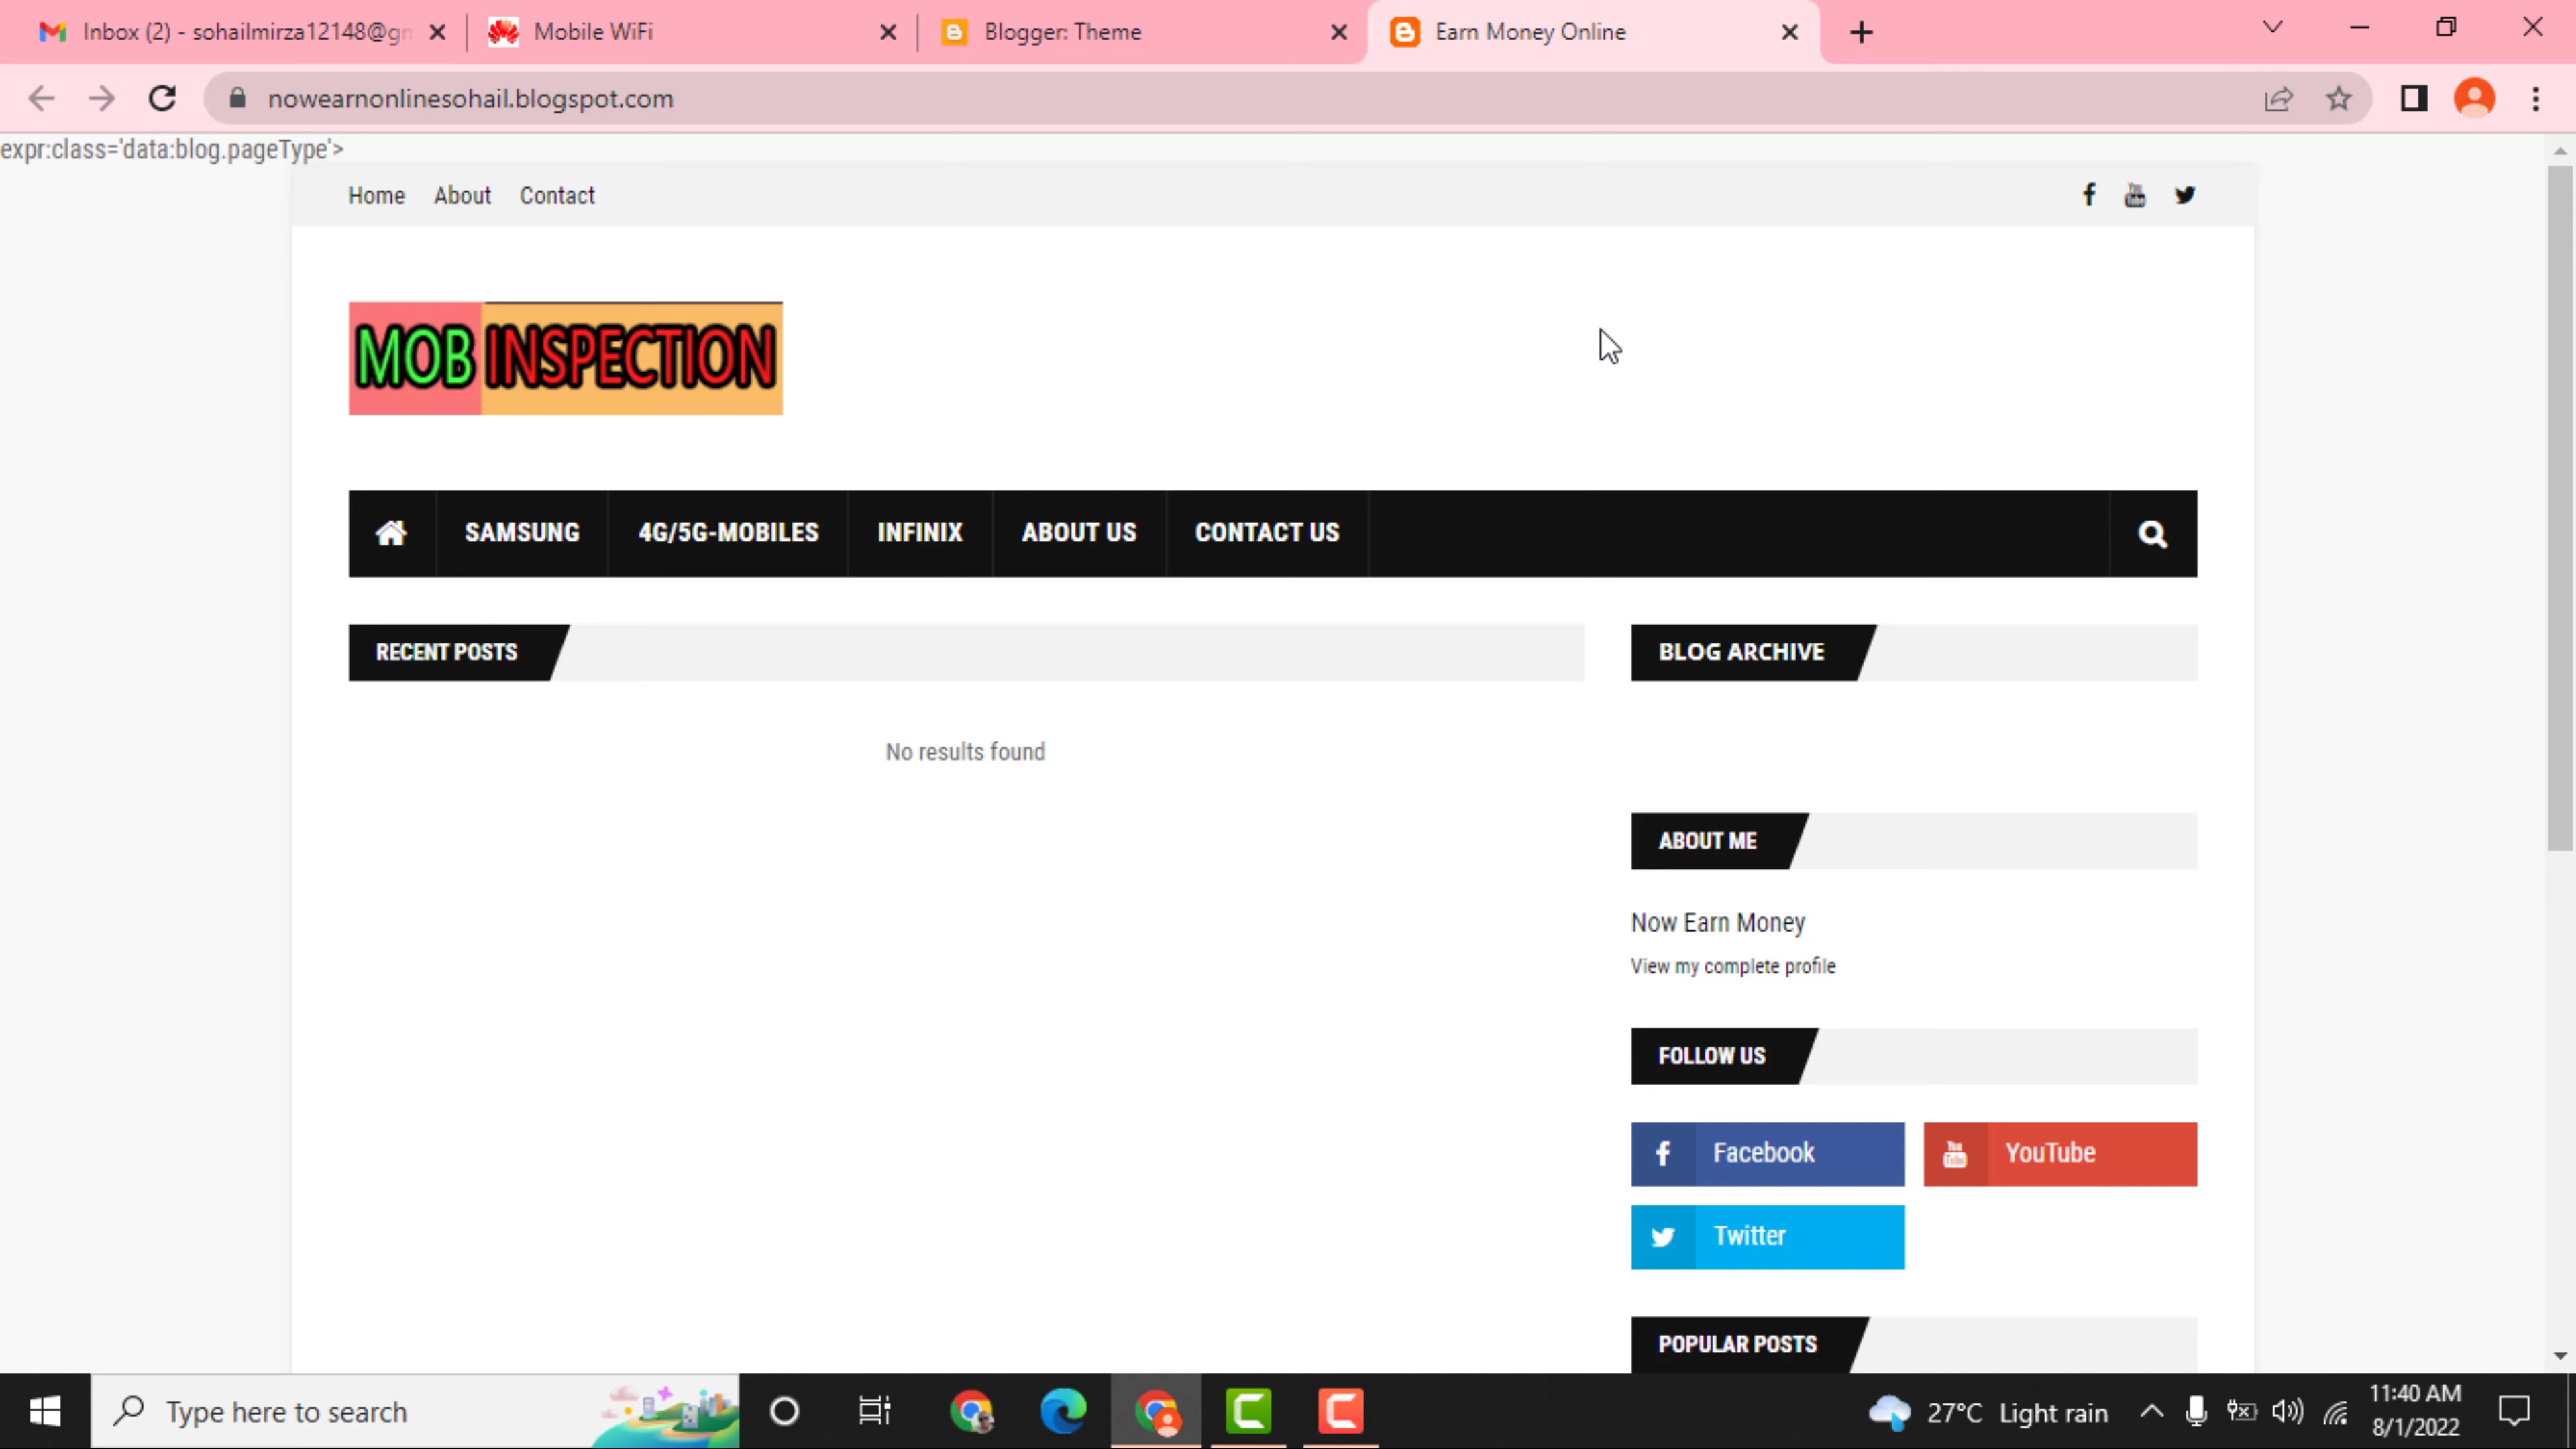 Inbox (2) - sohailmirza12148@gm
Mobile WiFi
Blogger: Theme
Earn Money Online
nowearnonlinesohail.blogspot.com
expr:class='data:blog.pageType'>
Home About Contact
MOB INSPECTION
SAMSUNG 4G/5G-MOBILES INFINIX ABOUT US CONTACT US
RECENT POSTS
No results found
BLOG ARCHIVE
ABOUT ME
Now Earn Money
View my complete profile
FOLLOW US
Facebook
YouTube
Twitter
POPULAR POSTS
Type here to search
27°C Light rain
11:40 AM
8/1/2022